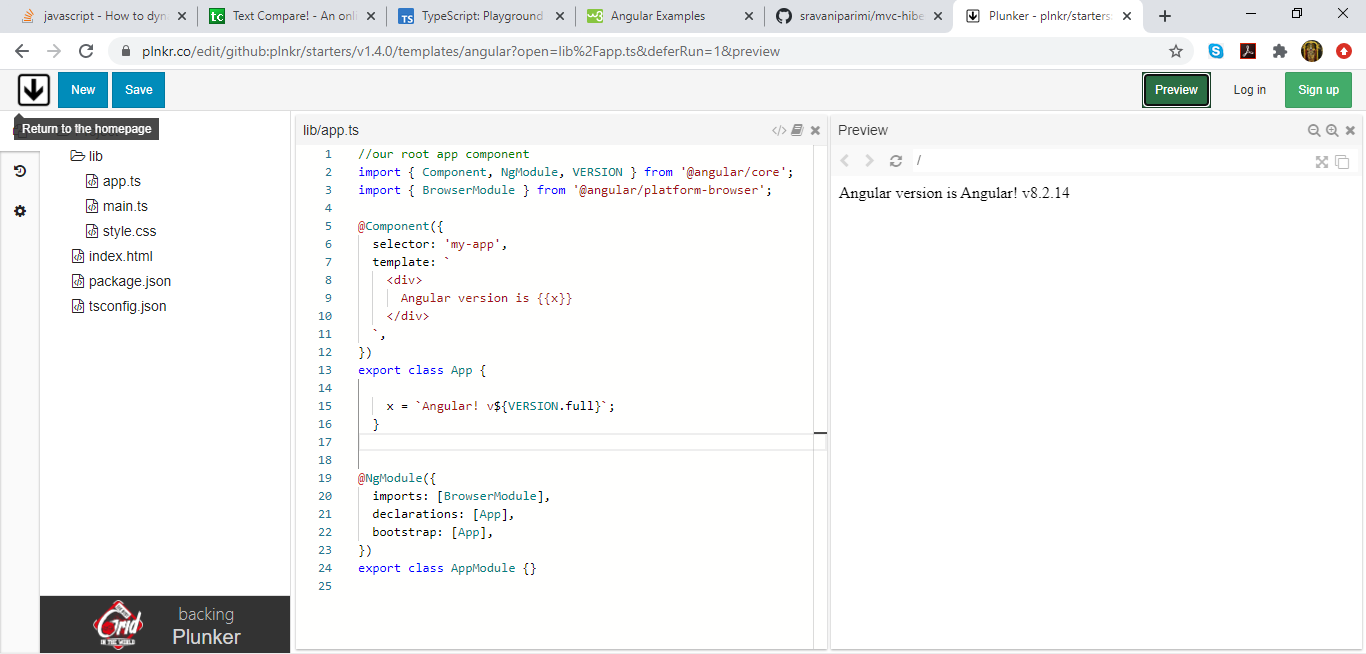 javascript - How to dyn
Text Compare! - An onli
TS TypeScript: Playground
w3 Angular Examples
sravaniparimi/mvc-hibe
Plunker - plnkr/starters
plnkr.co/edit/github:plnkr/starters/v1.4.0/templates/angular?open=lib%2Fapp.ts&deferRun=1&preview
New
Save
Preview
Log in
Sign up
Return to the homepage
lib
app.ts
main.ts
style.css
index.html
package.json
tsconfig.json
GRID
IN THE WORLD
backing
Plunker
lib/app.ts
1 //our root app component
2 import { Component, NgModule, VERSION } from '@angular/core';
3 import { BrowserModule } from '@angular/platform-browser';
4
5 @Component({
6 selector: 'my-app',
7 template: `
8 <div>
9 Angular version is {{x}}
10 </div>
11 `,
12 })
13 export class App {
14
15 x = `Angular! v${VERSION.full}`;
16 }
17
18
19 @NgModule({
20 imports: [BrowserModule],
21 declarations: [App],
22 bootstrap: [App],
23 })
24 export class AppModule {}
25
Preview
/
Angular version is Angular! v8.2.14